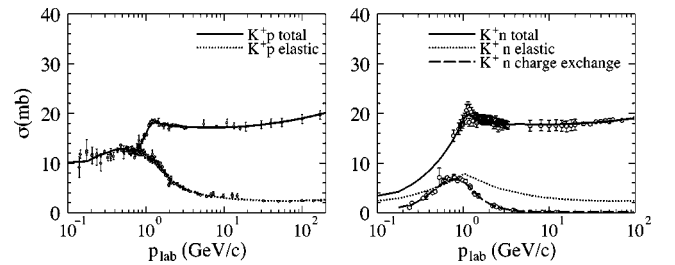 40
30
20
10
0
σ(mb)
K⁺p total
K⁺p elastic
10⁻¹ 10⁰ 10¹ 10²
p_lab (GeV/c)
40
30
20
10
0
K⁺n total
K⁺n elastic
K⁺n charge exchange
10⁻¹ 10⁰ 10¹ 10²
p_lab (GeV/c)